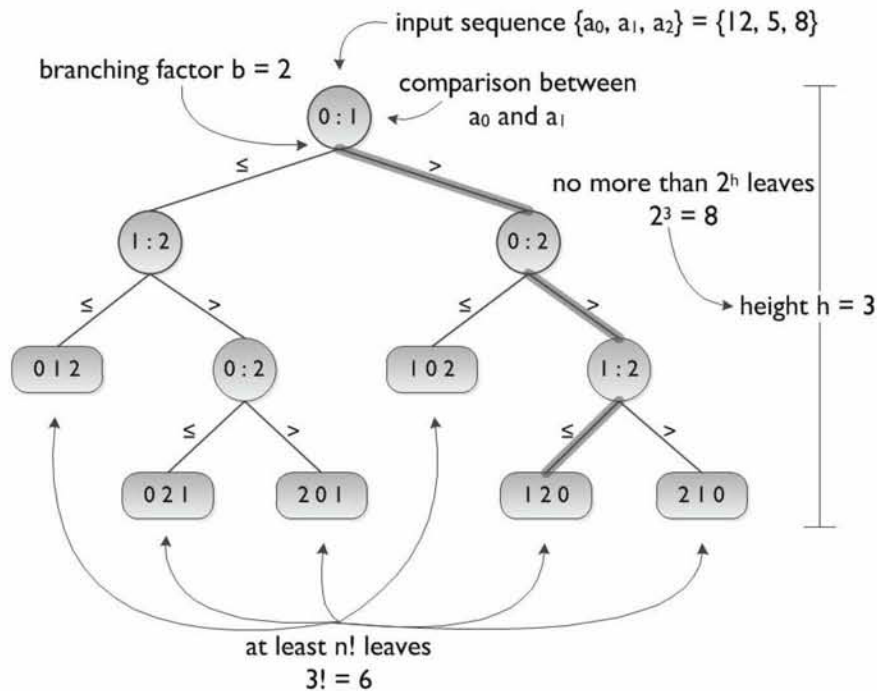 input sequence {a₀, a₁, a₂} = {12, 5, 8}
branching factor b = 2
comparison between
a₀ and a₁
0 : 1
≤
>
no more than 2ʰ leaves
2³ = 8
1 : 2
0 : 2
≤
>
≤
>
height h = 3
0 1 2
0 : 2
1 0 2
1 : 2
≤
>
≤
>
0 2 1
2 0 1
1 2 0
2 1 0
at least n! leaves
3! = 6